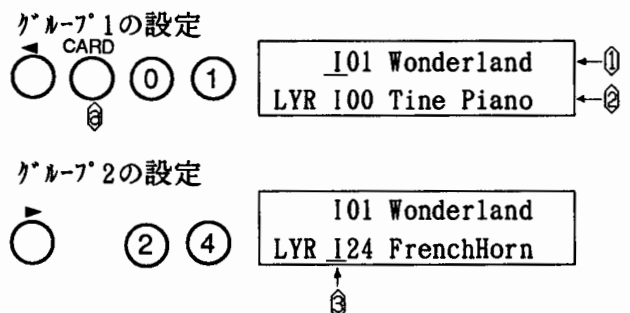 グループ1の設定
◄ CARD
0 1
I01 Wonderland ←①
LYR I00 Tine Piano ←②
③
グループ2の設定
►
2 4
I01 Wonderland
LYR I24 FrenchHorn
③